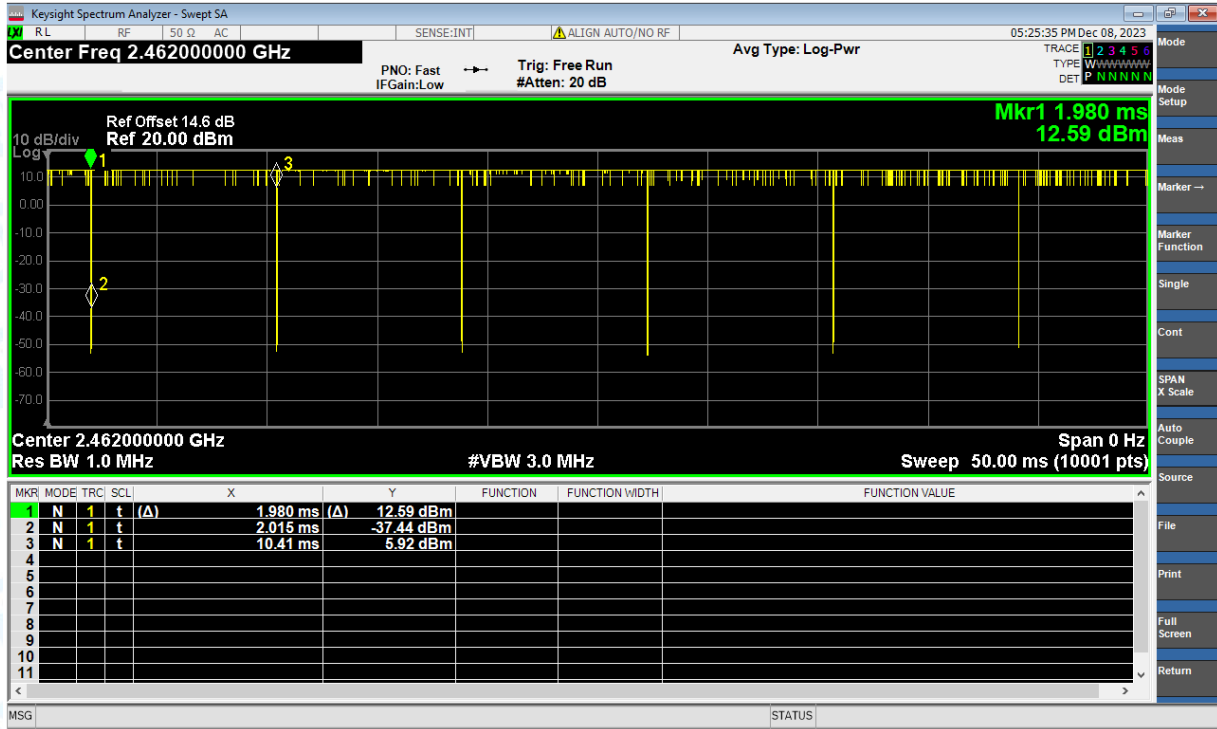 Keysight Spectrum Analyzer - Swept SA
LXI RL RF 50 Ω AC SENSE:INT ALIGN AUTO/NO RF 05:25:35 PM Dec 08, 2023
Center Freq 2.462000000 GHz
PNO: Fast
IFGain:Low
Trig: Free Run
#Atten: 20 dB
Avg Type: Log-Pwr
TRACE 1 2 3 4 5 6
TYPE WWWWWW
DET P N N N N N
Mkr1 1.980 ms
12.59 dBm
Ref Offset 14.6 dB
10 dB/div Ref 20.00 dBm
Log
1
3
2
10.0
0.00
-10.0
-20.0
-30.0
-40.0
-50.0
-60.0
-70.0
Center 2.462000000 GHz Span 0 Hz
Res BW 1.0 MHz #VBW 3.0 MHz Sweep 50.00 ms (10001 pts)
MKR MODE TRC SCL X Y FUNCTION FUNCTION WIDTH FUNCTION VALUE
1 N 1 t (Δ) 1.980 ms (Δ) 12.59 dBm
2 N 1 t 2.015 ms -37.44 dBm
3 N 1 t 10.41 ms 5.92 dBm
4
5
6
7
8
9
10
11
MSG STATUS
Mode
Mode
Setup
Meas
Marker →
Marker
Function
Single
Cont
SPAN
X Scale
Auto
Couple
Source
File
Print
Full
Screen
Return